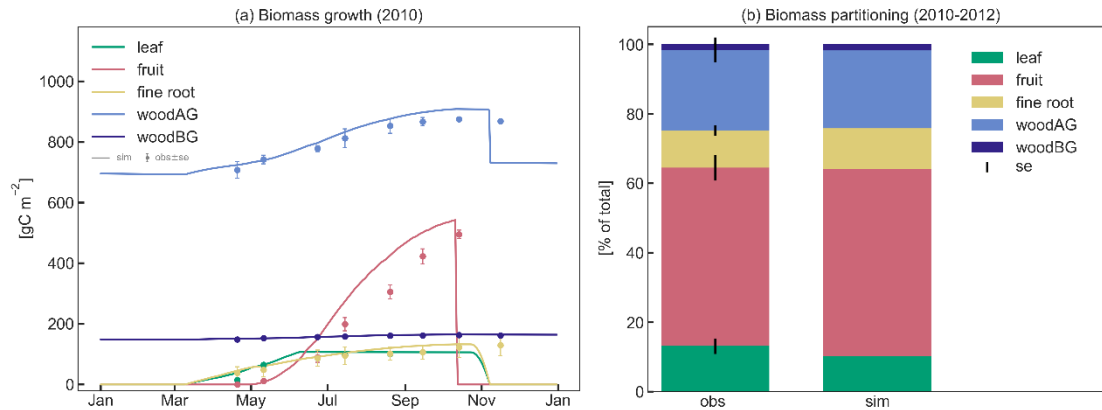 (a) Biomass growth (2010)
leaf
fruit
fine root
woodAG
woodBG
sim obs±se
[gC m⁻²]
1000
800
600
400
200
0
Jan Mar May Jul Sep Nov Jan
(b) Biomass partitioning (2010-2012)
leaf
fruit
fine root
woodAG
woodBG
se
[% of total]
100
80
60
40
20
0
obs sim